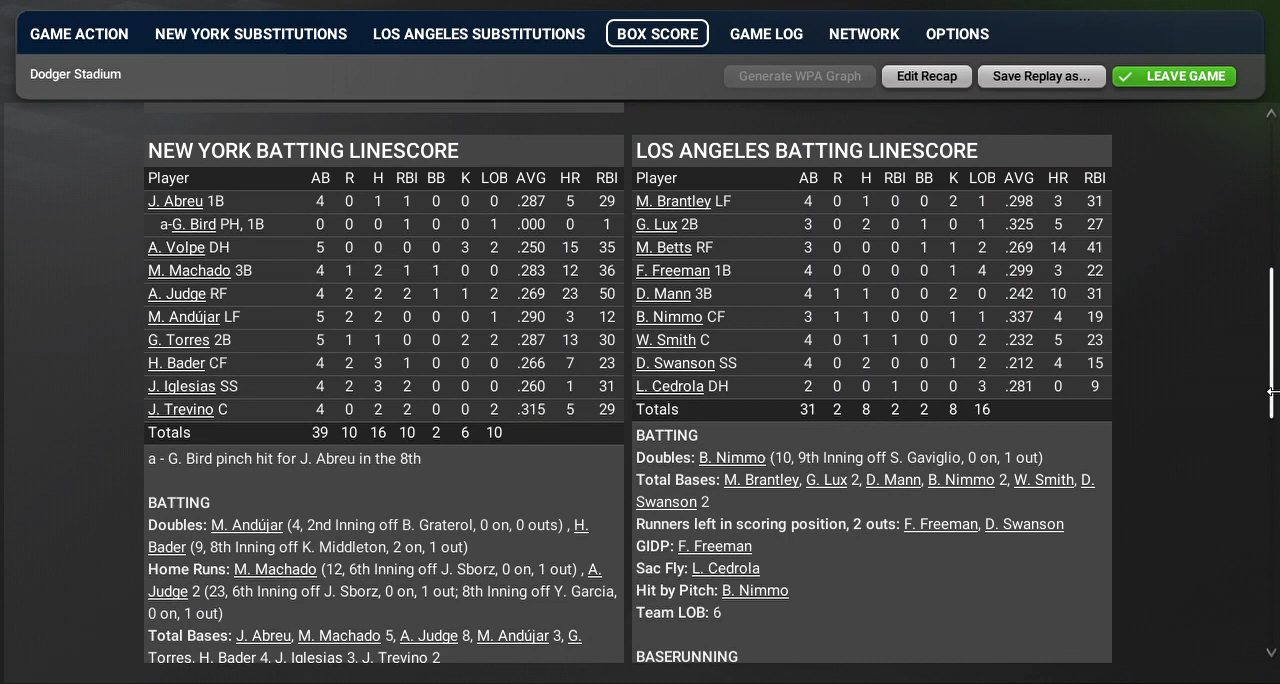 GAME ACTION NEW YORK SUBSTITUTIONS LOS ANGELES SUBSTITUTIONS BOX SCORE GAME LOG NETWORK OPTIONS
Dodger Stadium Generate WPA Graph Edit Recap Save Replay as... LEAVE GAME
NEW YORK BATTING LINESCORE
Player AB R H RBI BB K LOB AVG HR RBI
J. Abreu 1B 4 0 1 1 0 0 0 .287 5 29
a-G. Bird PH, 1B 0 0 0 1 0 0 1 .000 0 1
A. Volpe DH 5 0 0 0 0 3 2 .250 15 35
M. Machado 3B 4 1 2 1 1 0 0 .283 12 36
A. Judge RF 4 2 2 2 1 1 2 .269 23 50
M. Andújar LF 5 2 2 0 0 0 1 .290 3 12
G. Torres 2B 5 1 1 0 0 2 2 .287 13 30
H. Bader CF 4 2 3 1 0 0 0 .266 7 23
J. Iglesias SS 4 2 3 2 0 0 0 .260 1 31
J. Trevino C 4 0 2 2 0 0 2 .315 5 29
Totals 39 10 16 10 2 6 10
a - G. Bird pinch hit for J. Abreu in the 8th
BATTING
Doubles: M. Andújar (4, 2nd Inning off B. Graterol, 0 on, 0 outs) , H.
Bader (9, 8th Inning off K. Middleton, 2 on, 1 out)
Home Runs: M. Machado (12, 6th Inning off J. Sborz, 0 on, 1 out) , A.
Judge 2 (23, 6th Inning off J. Sborz, 0 on, 1 out; 8th Inning off Y. Garcia,
0 on, 1 out)
Total Bases: J. Abreu, M. Machado 5, A. Judge 8, M. Andújar 3, G.
Torres, H. Bader 4, J. Iglesias 3, J. Trevino 2
LOS ANGELES BATTING LINESCORE
Player AB R H RBI BB K LOB AVG HR RBI
M. Brantley LF 4 0 1 0 0 2 1 .298 3 31
G. Lux 2B 3 0 2 0 1 0 1 .325 5 27
M. Betts RF 3 0 0 0 1 1 2 .269 14 41
F. Freeman 1B 4 0 0 0 0 1 4 .299 3 22
D. Mann 3B 4 1 1 0 0 2 0 .242 10 31
B. Nimmo CF 3 1 1 0 0 1 1 .337 4 19
W. Smith C 4 0 1 1 0 0 2 .232 5 23
D. Swanson SS 4 0 2 0 0 1 2 .212 4 15
L. Cedrola DH 2 0 0 1 0 0 3 .281 0 9
Totals 31 2 8 2 2 8 16
BATTING
Doubles: B. Nimmo (10, 9th Inning off S. Gaviglio, 0 on, 1 out)
Total Bases: M. Brantley, G. Lux 2, D. Mann, B. Nimmo 2, W. Smith, D.
Swanson 2
Runners left in scoring position, 2 outs: F. Freeman, D. Swanson
GIDP: F. Freeman
Sac Fly: L. Cedrola
Hit by Pitch: B. Nimmo
Team LOB: 6
BASERUNNING